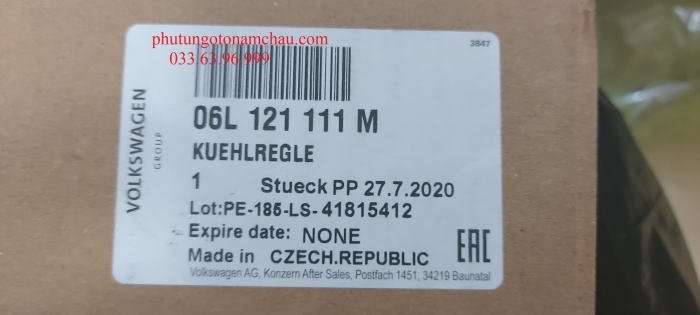 phutungotonamchau.com
033.63.96.999
3847
VOLKSWAGEN
GROUP
06L 121 111 M
KUEHLREGLE
1 Stueck PP 27.7.2020
Lot:PE-185-LS-41815412
Expire date: NONE
Made in CZECH.REPUBLIC
EAC
Volkswagen AG, Konzern After Sales, Postfach 1451, 34219 Baunatal